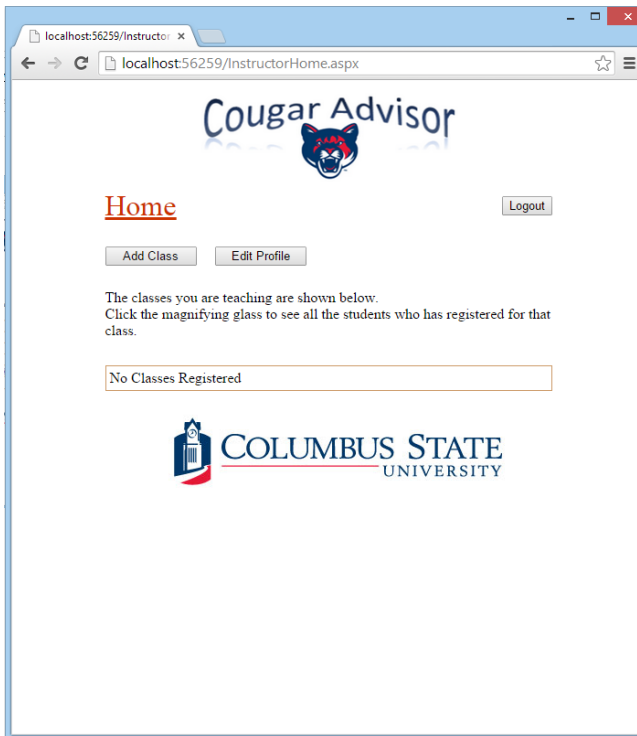 localhost:56259/Instructor
localhost:56259/InstructorHome.aspx
Cougar Advisor
Home
Logout
Add Class
Edit Profile
The classes you are teaching are shown below.
Click the magnifying glass to see all the students who has registered for that
class.
No Classes Registered
COLUMBUS STATE
UNIVERSITY